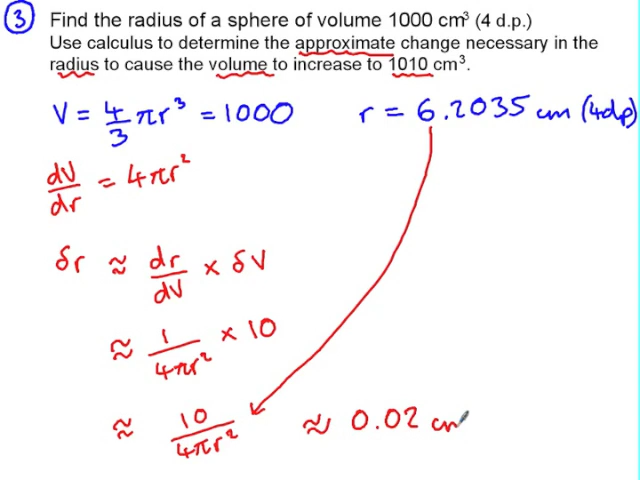 3 Find the radius of a sphere of volume 1000 cm³ (4 d.p.)
Use calculus to determine the approximate change necessary in the
radius to cause the volume to increase to 1010 cm³.
V = 4/3 πr³ = 1000 r = 6.2035 cm (4dp)
dV/dr = 4πr²
δr ≈ dr/dV × δV
≈ 1/4πr² × 10
≈ 10/4πr² ≈ 0.02 cm